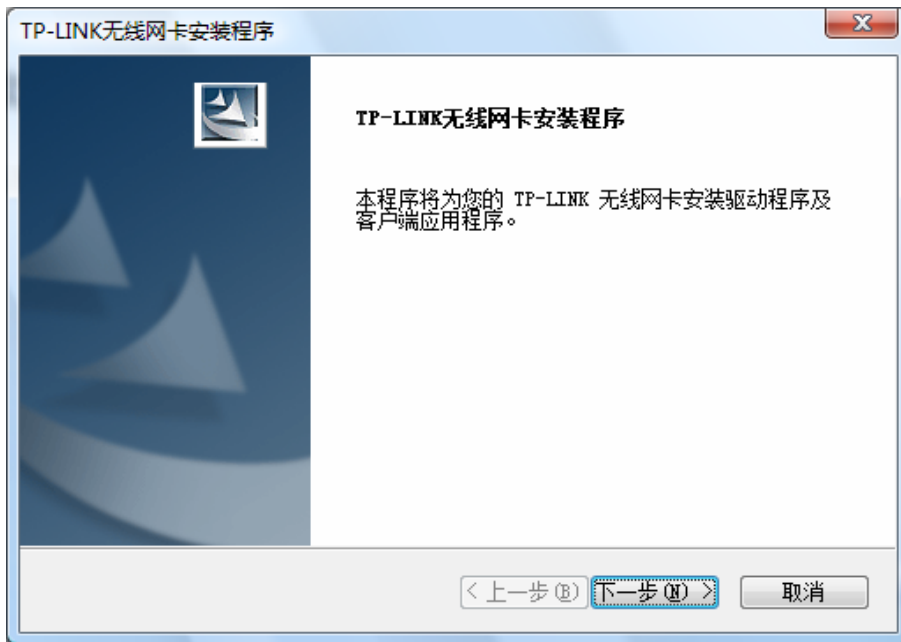 TP-LINK无线网卡安装程序
TP-LINK无线网卡安装程序
本程序将为您的 TP-LINK 无线网卡安装驱动程序及
客户端应用程序。
< 上一步(B) 下一步(N) > 取消